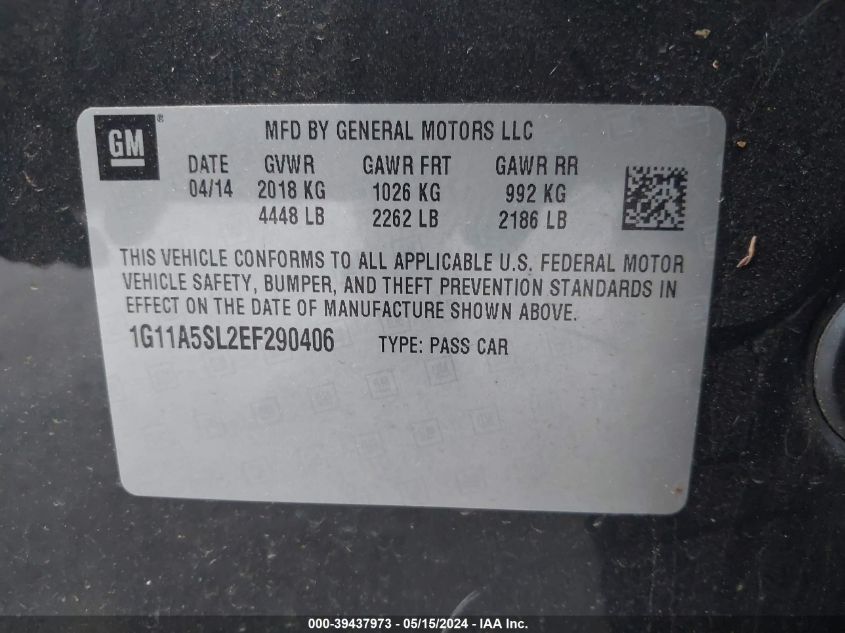 GM ®
MFD BY GENERAL MOTORS LLC
DATE GVWR GAWR FRT GAWR RR
04/14 2018 KG 1026 KG 992 KG
4448 LB 2262 LB 2186 LB
THIS VEHICLE CONFORMS TO ALL APPLICABLE U.S. FEDERAL MOTOR
VEHICLE SAFETY, BUMPER, AND THEFT PREVENTION STANDARDS IN
EFFECT ON THE DATE OF MANUFACTURE SHOWN ABOVE.
1G11A5SL2EF290406 TYPE: PASS CAR
000-39437973 - 05/15/2024 - IAA Inc.